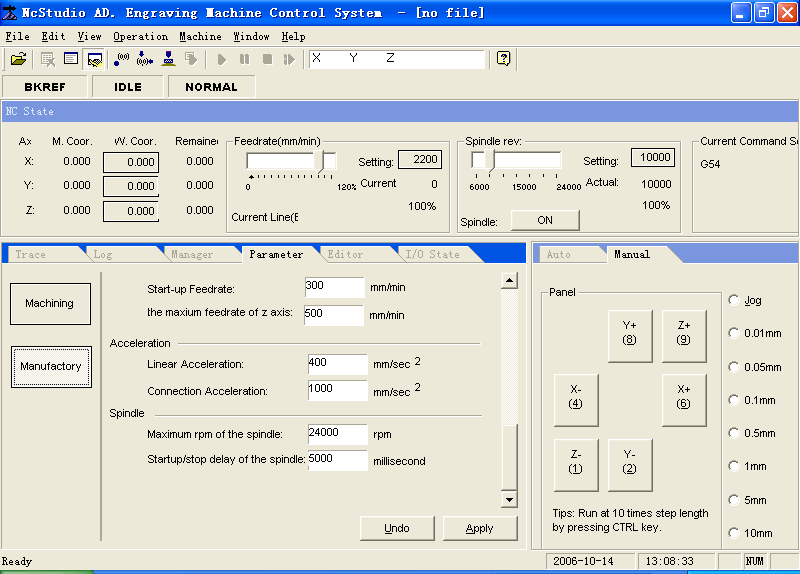 NcStudio AD. Engraving Machine Control System - [no file]
File Edit View Operation Machine Window Help
X Y Z
BKREF IDLE NORMAL
NC State
Ax M. Coor. W. Coor. Remaine
X: 0.000 0.000 0.000
Y: 0.000 0.000 0.000
Z: 0.000 0.000 0.000
Feedrate(mm/min)
Setting: 2200
0 120%
Current 0
100%
Current Line(
Spindle rev:
Setting: 10000
6000 15000 24000
Actual: 10000
100%
Spindle: ON
Current Command S
G54
Trace Log Manager Parameter Editor I/O State
Machining
Manufactory
Start-up Feedrate: 300 mm/min
the maxium feedrate of z axis: 500 mm/min
Acceleration
Linear Acceleration: 400 mm/sec 2
Connection Acceleration: 1000 mm/sec 2
Spindle
Maximum rpm of the spindle: 24000 rpm
Startup/stop delay of the spindle: 5000 millisecond
Undo Apply
Auto Manual
Panel
Y+
(8)
Z+
(9)
X-
(4)
X+
(6)
Z-
(1)
Y-
(2)
Tips: Run at 10 times step length
by pressing CTRL key.
Jog
0.01mm
0.05mm
0.1mm
0.5mm
1mm
5mm
10mm
Ready 2006-10-14 13:08:33 NUM